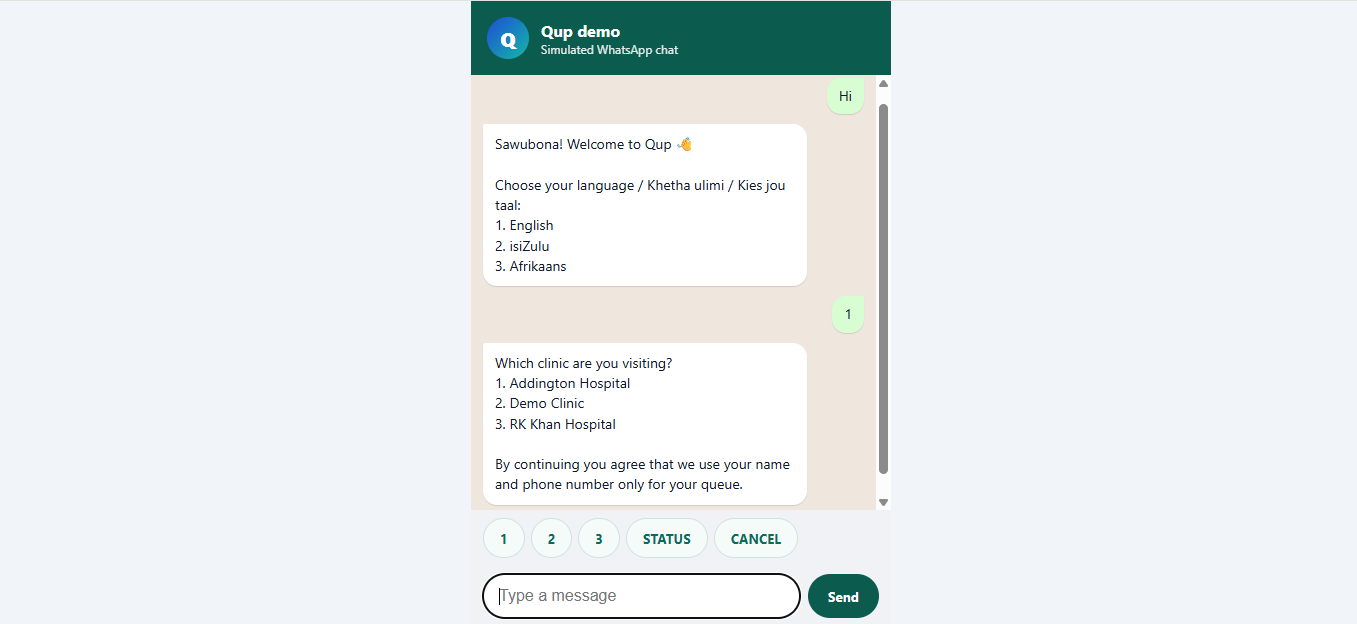 Q
Qup demo
Simulated WhatsApp chat
Hi
Sawubona! Welcome to Qup 👋
Choose your language / Khetha ulimi / Kies jou
taal:
1. English
2. isiZulu
3. Afrikaans
1
Which clinic are you visiting?
1. Addington Hospital
2. Demo Clinic
3. RK Khan Hospital
By continuing you agree that we use your name
and phone number only for your queue.
1 2 3 STATUS CANCEL
Type a message Send